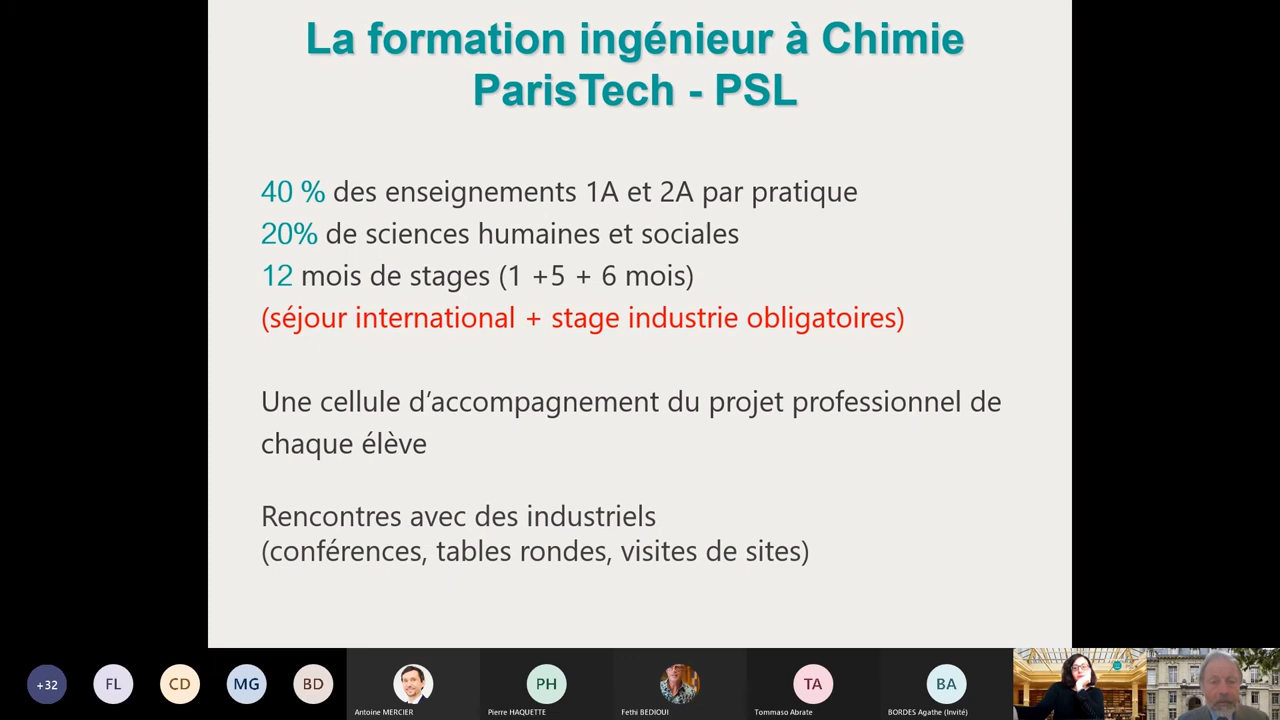 La formation ingénieur à Chimie
ParisTech - PSL
40 % des enseignements 1A et 2A par pratique
20% de sciences humaines et sociales
12 mois de stages (1 +5 + 6 mois)
(séjour international + stage industrie obligatoires)
Une cellule d’accompagnement du projet professionnel de
chaque élève
Rencontres avec des industriels
(conférences, tables rondes, visites de sites)
+32
FL
CD
MG
BD
PH
TA
BA
Antoine MERCIER
Pierre HAQUETTE
Fethi BEDIOUI
Tommaso Abrate
BORDES Agathe (Invité)